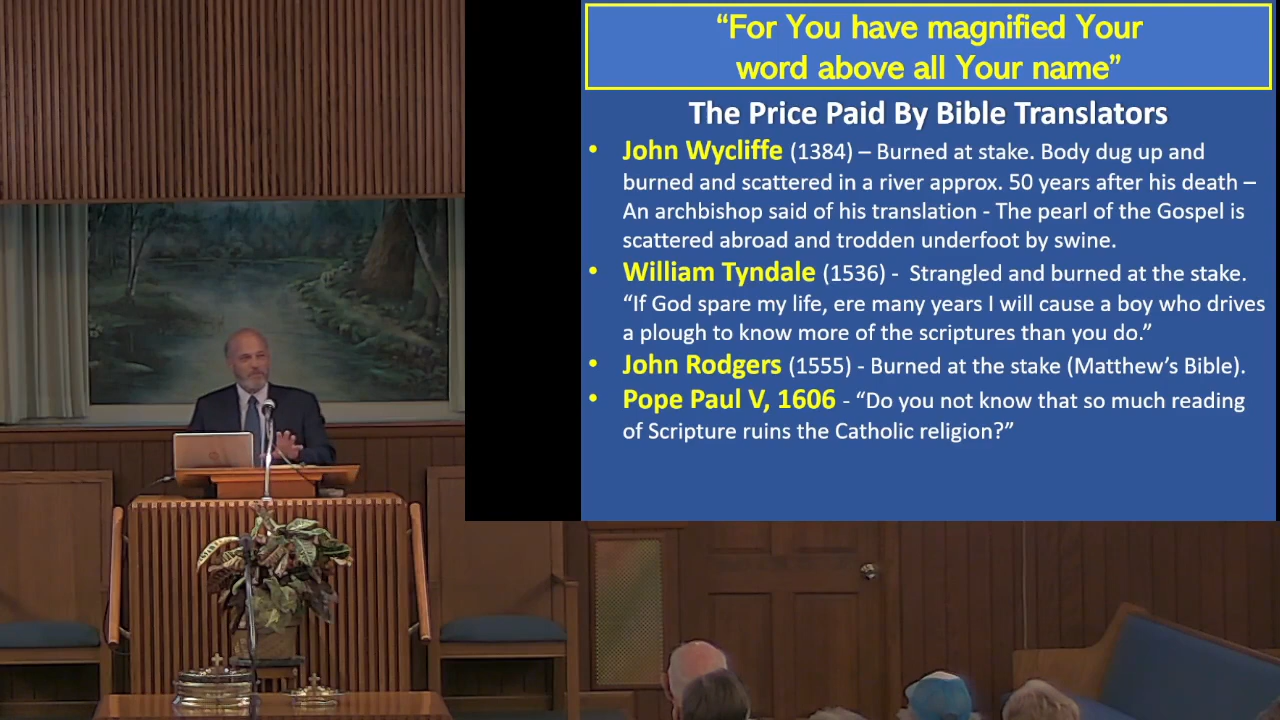 “For You have magnified Your
word above all Your name”
The Price Paid By Bible Translators
• John Wycliffe (1384) – Burned at stake. Body dug up and
burned and scattered in a river approx. 50 years after his death –
An archbishop said of his translation - The pearl of the Gospel is
scattered abroad and trodden underfoot by swine.
• William Tyndale (1536) - Strangled and burned at the stake.
“If God spare my life, ere many years I will cause a boy who drives
a plough to know more of the scriptures than you do.”
• John Rodgers (1555) - Burned at the stake (Matthew’s Bible).
• Pope Paul V, 1606 - “Do you not know that so much reading
of Scripture ruins the Catholic religion?”